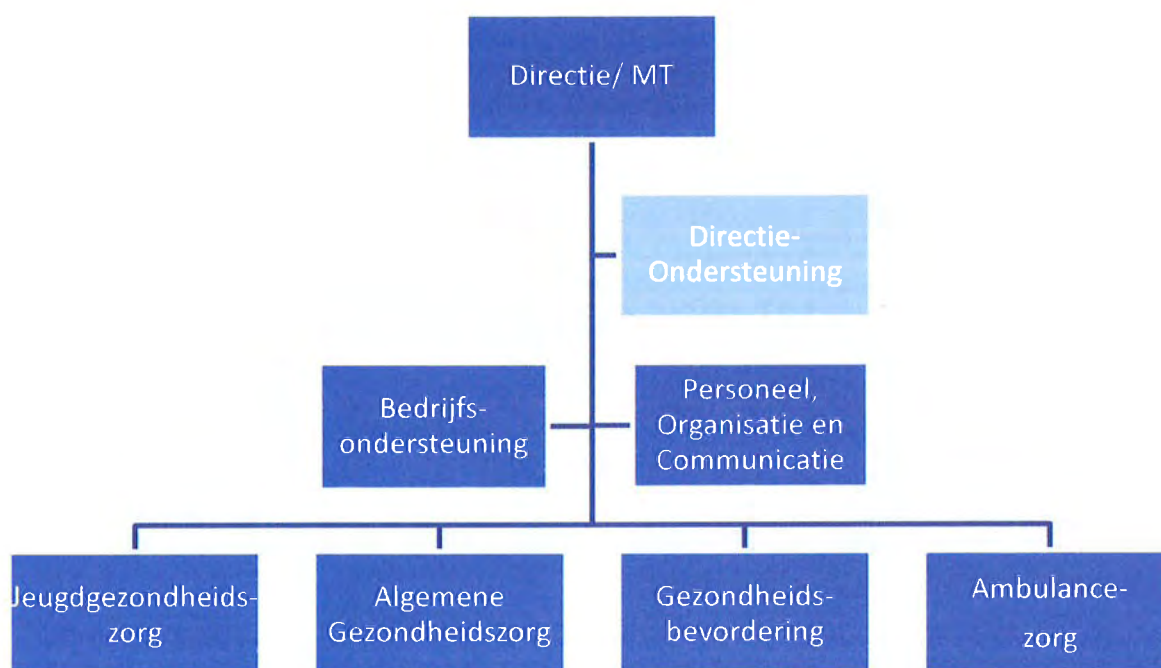 Directie/ MT
Directie-
Ondersteuning
Bedrijfs-
ondersteuning
Personeel,
Organisatie en
Communicatie
Jeugdgezondheids-
zorg
Algemene
Gezondheidszorg
Gezondheids-
bevordering
Ambulance-
zorg